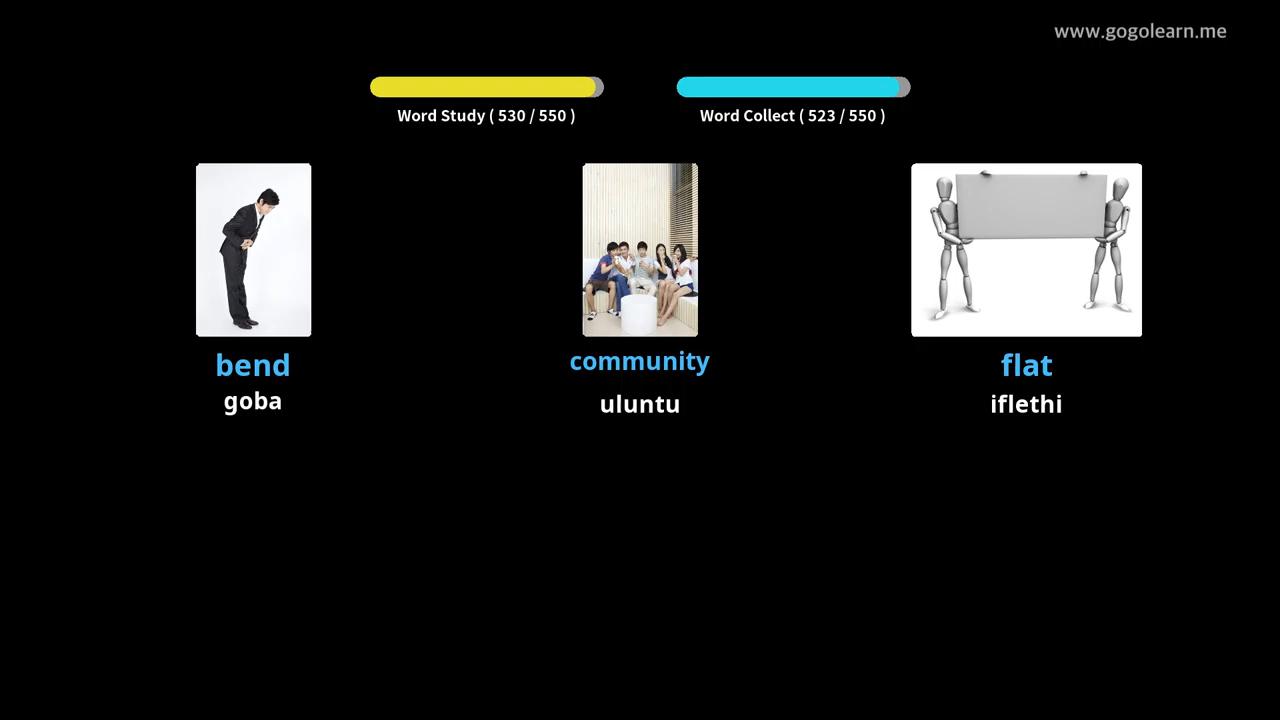 www.gogolearn.me
Word Study ( 530 / 550 )
Word Collect ( 523 / 550 )
bend
goba
community
uluntu
flat
iflethi